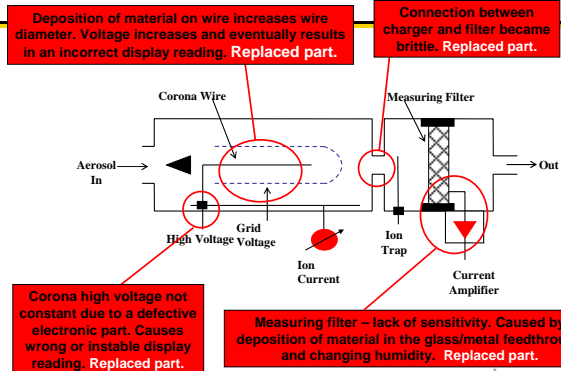 Deposition of material on wire increases wire
diameter. Voltage increases and eventually results
in an incorrect display reading. Replaced part.
Connection between
charger and filter became
brittle. Replaced part.
Corona Wire
Measuring Filter
Aerosol
In
Out
High Voltage
Grid
Voltage
Ion
Current
Ion
Trap
Current
Amplifier
Corona high voltage not
constant due to a defective
electronic part. Causes
wrong or instable display
reading. Replaced part.
Measuring filter – lack of sensitivity. Caused by
deposition of material in the glass/metal feedthrou
and changing humidity. Replaced part.